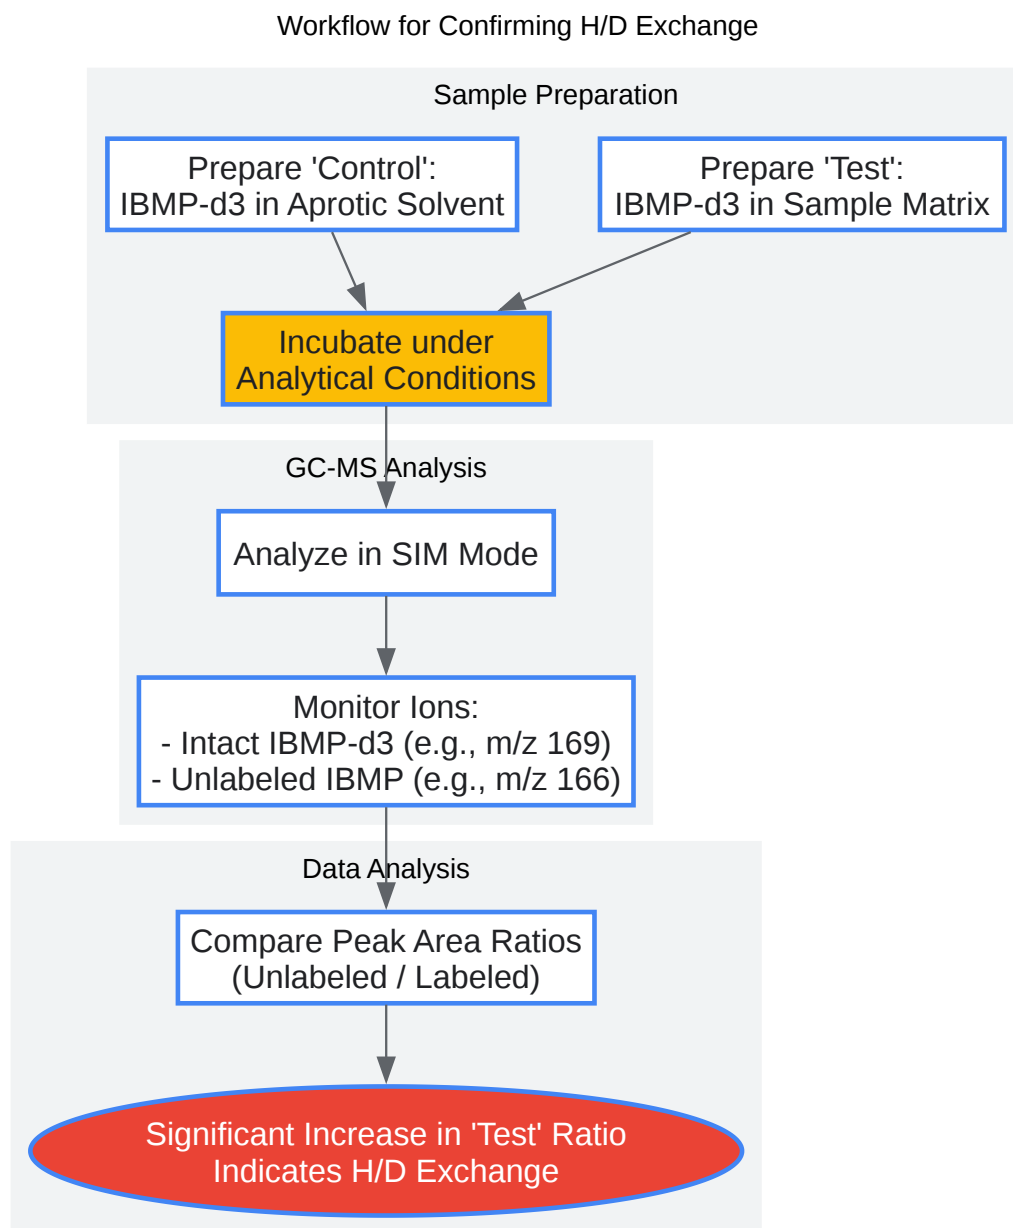 Workflow for Confirming H/D Exchange
Sample Preparation
Prepare 'Control':
IBMP-d3 in Aprotic Solvent
Prepare 'Test':
IBMP-d3 in Sample Matrix
Incubate under
Analytical Conditions
GC-MS Analysis
Analyze in SIM Mode
Monitor Ions:
- Intact IBMP-d3 (e.g., m/z 169)
- Unlabeled IBMP (e.g., m/z 166)
Data Analysis
Compare Peak Area Ratios
(Unlabeled / Labeled)
Significant Increase in 'Test' Ratio
Indicates H/D Exchange